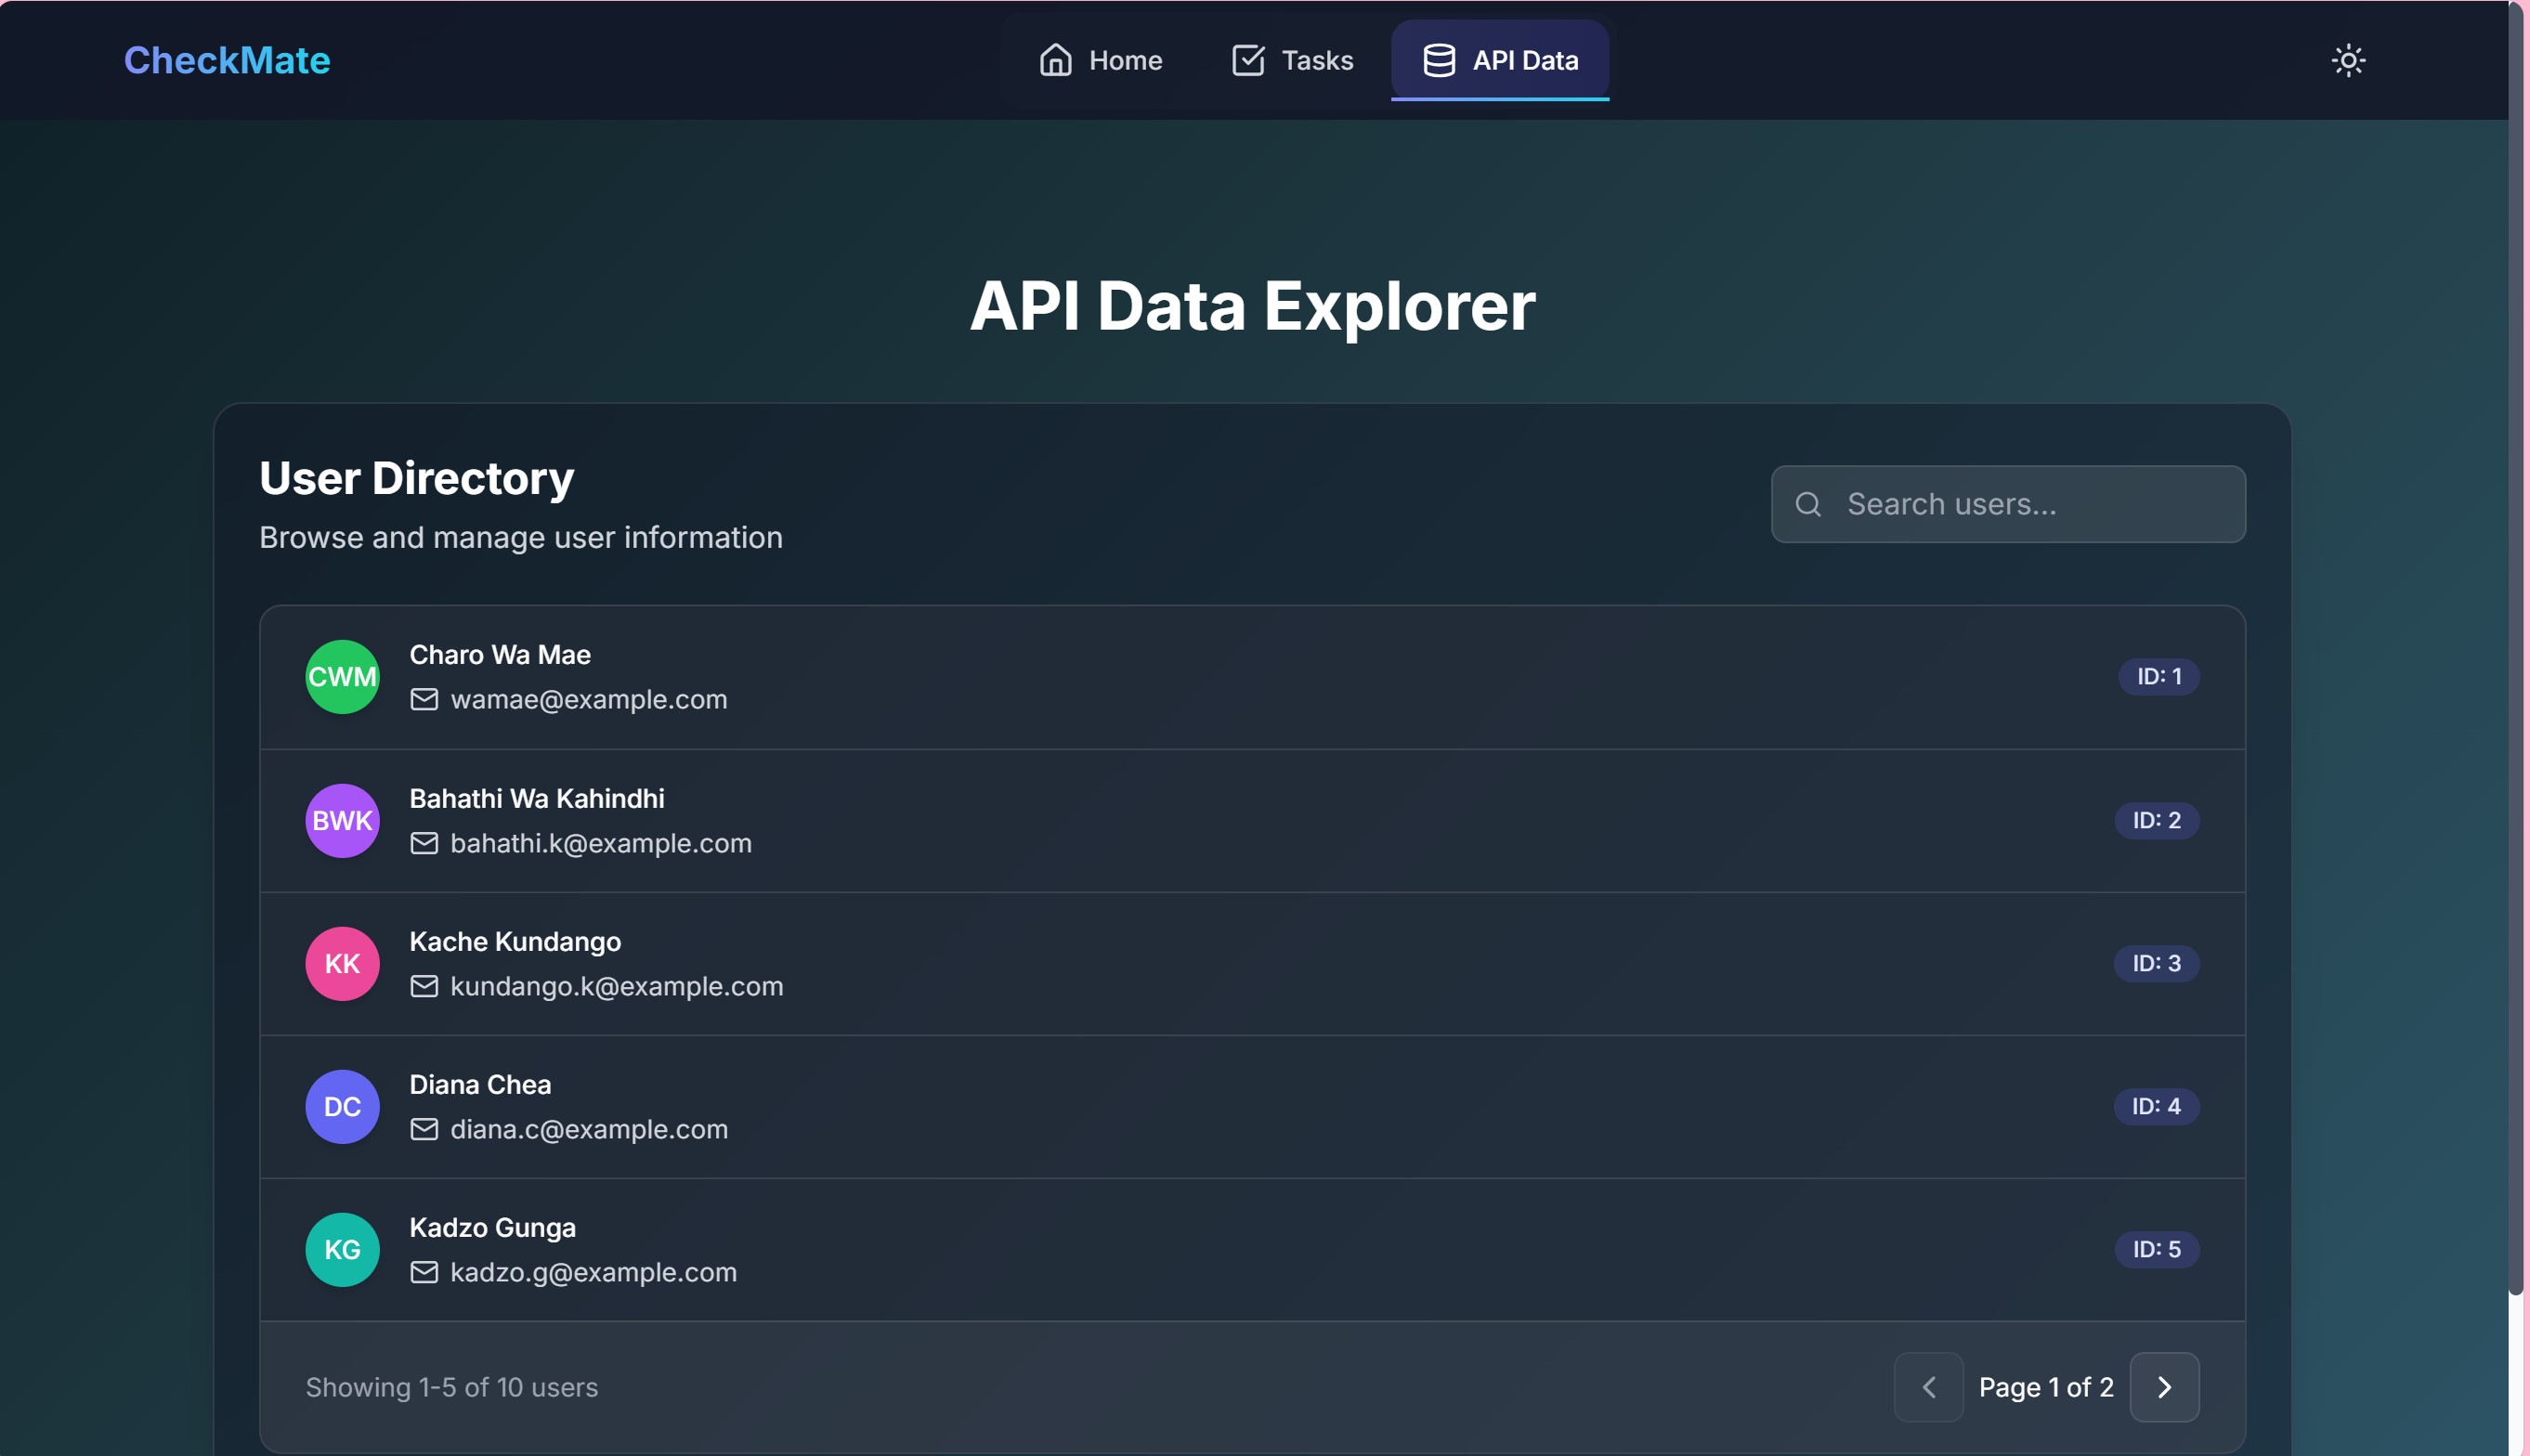 CheckMate
Home
Tasks
API Data
API Data Explorer
User Directory
Browse and manage user information
Search users...
CWM
Charo Wa Mae
wamae@example.com
ID: 1
BWK
Bahathi Wa Kahindhi
bahathi.k@example.com
ID: 2
KK
Kache Kundango
kundango.k@example.com
ID: 3
DC
Diana Chea
diana.c@example.com
ID: 4
KG
Kadzo Gunga
kadzo.g@example.com
ID: 5
Showing 1-5 of 10 users
Page 1 of 2